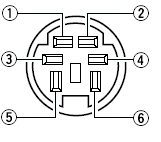 ① ②
③ ④
⑤ ⑥